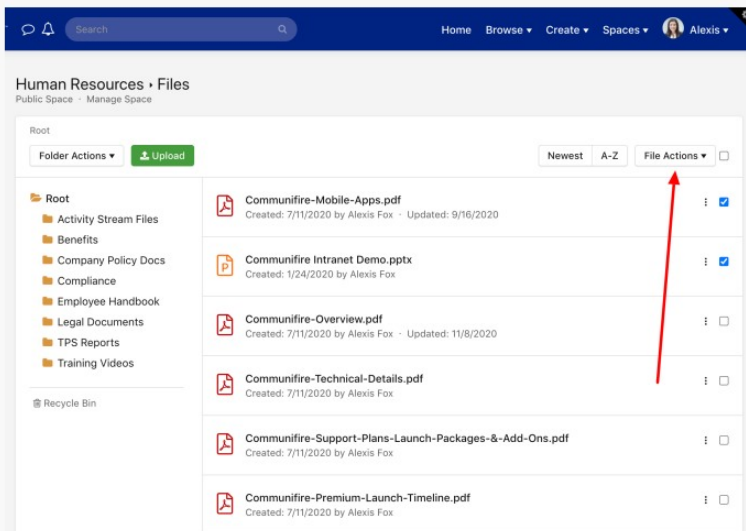 Search
Home Browse Create Spaces Alexis
Human Resources › Files
Public Space · Manage Space
Root
Folder Actions Upload Newest A-Z File Actions
Root
Activity Stream Files
Benefits
Company Policy Docs
Compliance
Employee Handbook
Legal Documents
TPS Reports
Training Videos
Recycle Bin
Communifire-Mobile-Apps.pdf
Created: 7/11/2020 by Alexis Fox · Updated: 9/16/2020
P
Communifire Intranet Demo.pptx
Created: 1/24/2020 by Alexis Fox
Communifire-Overview.pdf
Created: 7/11/2020 by Alexis Fox · Updated: 11/8/2020
Communifire-Technical-Details.pdf
Created: 7/11/2020 by Alexis Fox
Communifire-Support-Plans-Launch-Packages-&-Add-Ons.pdf
Created: 7/11/2020 by Alexis Fox
Communifire-Premium-Launch-Timeline.pdf
Created: 7/11/2020 by Alexis Fox